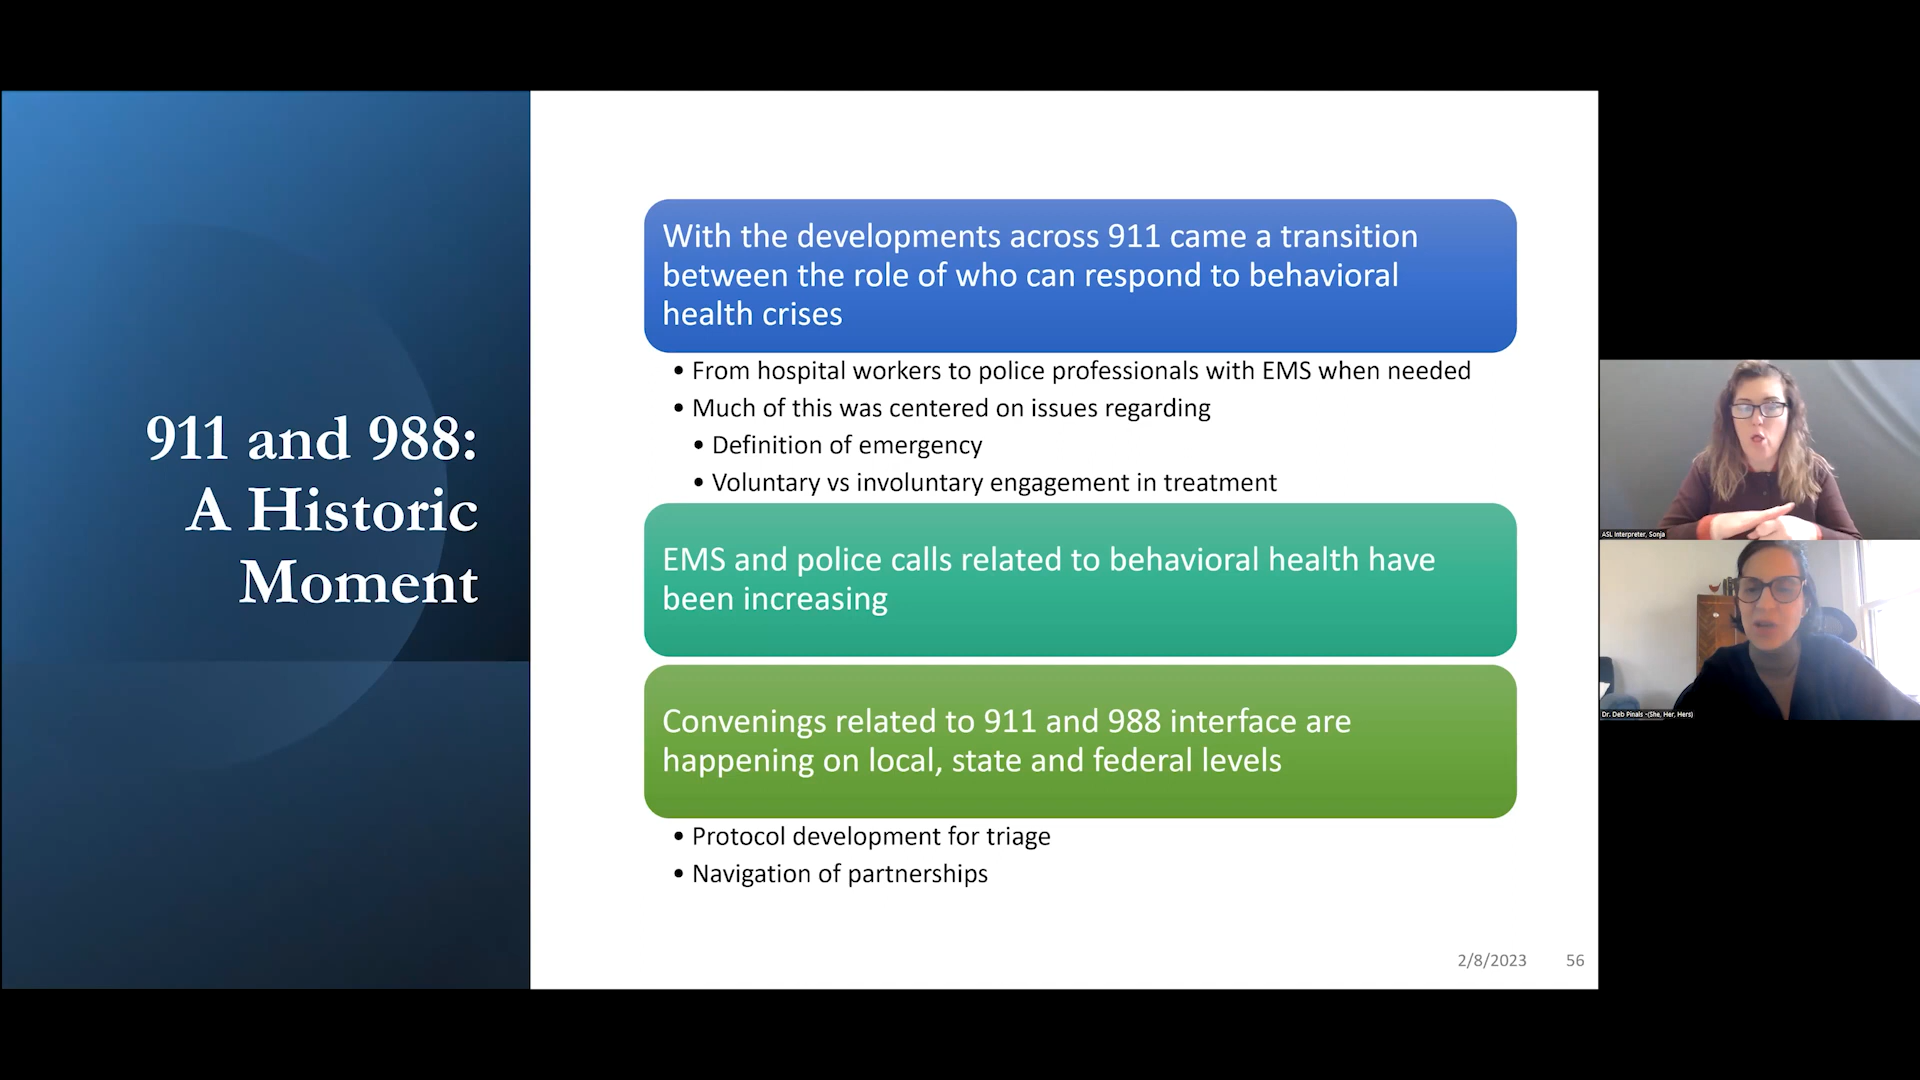 911 and 988:
A Historic
Moment
With the developments across 911 came a transition
between the role of who can respond to behavioral
health crises
• From hospital workers to police professionals with EMS when needed
• Much of this was centered on issues regarding
• Definition of emergency
• Voluntary vs involuntary engagement in treatment
EMS and police calls related to behavioral health have
been increasing
Convenings related to 911 and 988 interface are
happening on local, state and federal levels
• Protocol development for triage
• Navigation of partnerships
2/8/2023 56
ASL Interpreter, Sonja
Dr. Deb Pinals -(She, Her, Hers)